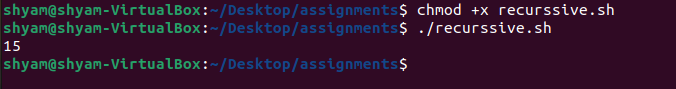 shyam@shyam-VirtualBox:~/Desktop/assignments$ chmod +x recurssive.sh
shyam@shyam-VirtualBox:~/Desktop/assignments$ ./recurssive.sh
15
shyam@shyam-VirtualBox:~/Desktop/assignments$